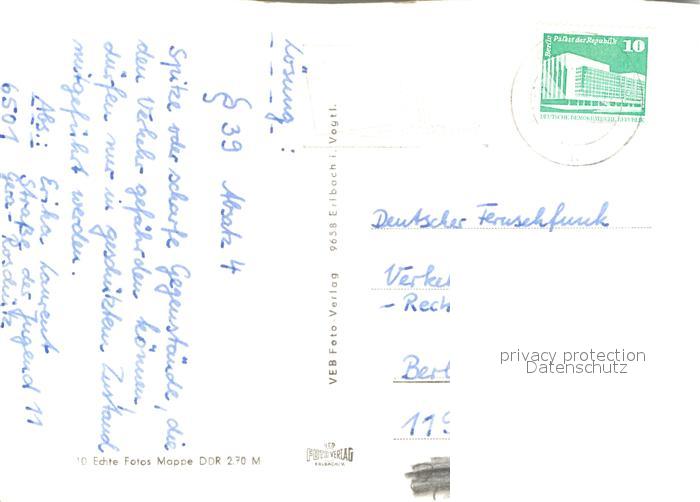 Lösung:
§ 39 Absatz 4
Spitze oder scharfe Gegenstände, die
den Verkehr gefährden können
dürfen nur in geschütztem Zustand
mitgeführt werden.
Abs: Erika Laurent
Straße der Jugend 11
6501 Gera-Roschütz
10 Echte Fotos Mappe DDR 2.70 M
VEB Foto-Verlag 9658 Erlbach i. Vogtl.
VEB
FOTO VERLAG
ERLBACH/V.
Berlin Palast der Republik 10
DEUTSCHE DEMOKRATISCHE REPUBLIK
Deutscher Fernsehfunk
Verke
- Rech
Berl
119
privacy protection
Datenschutz